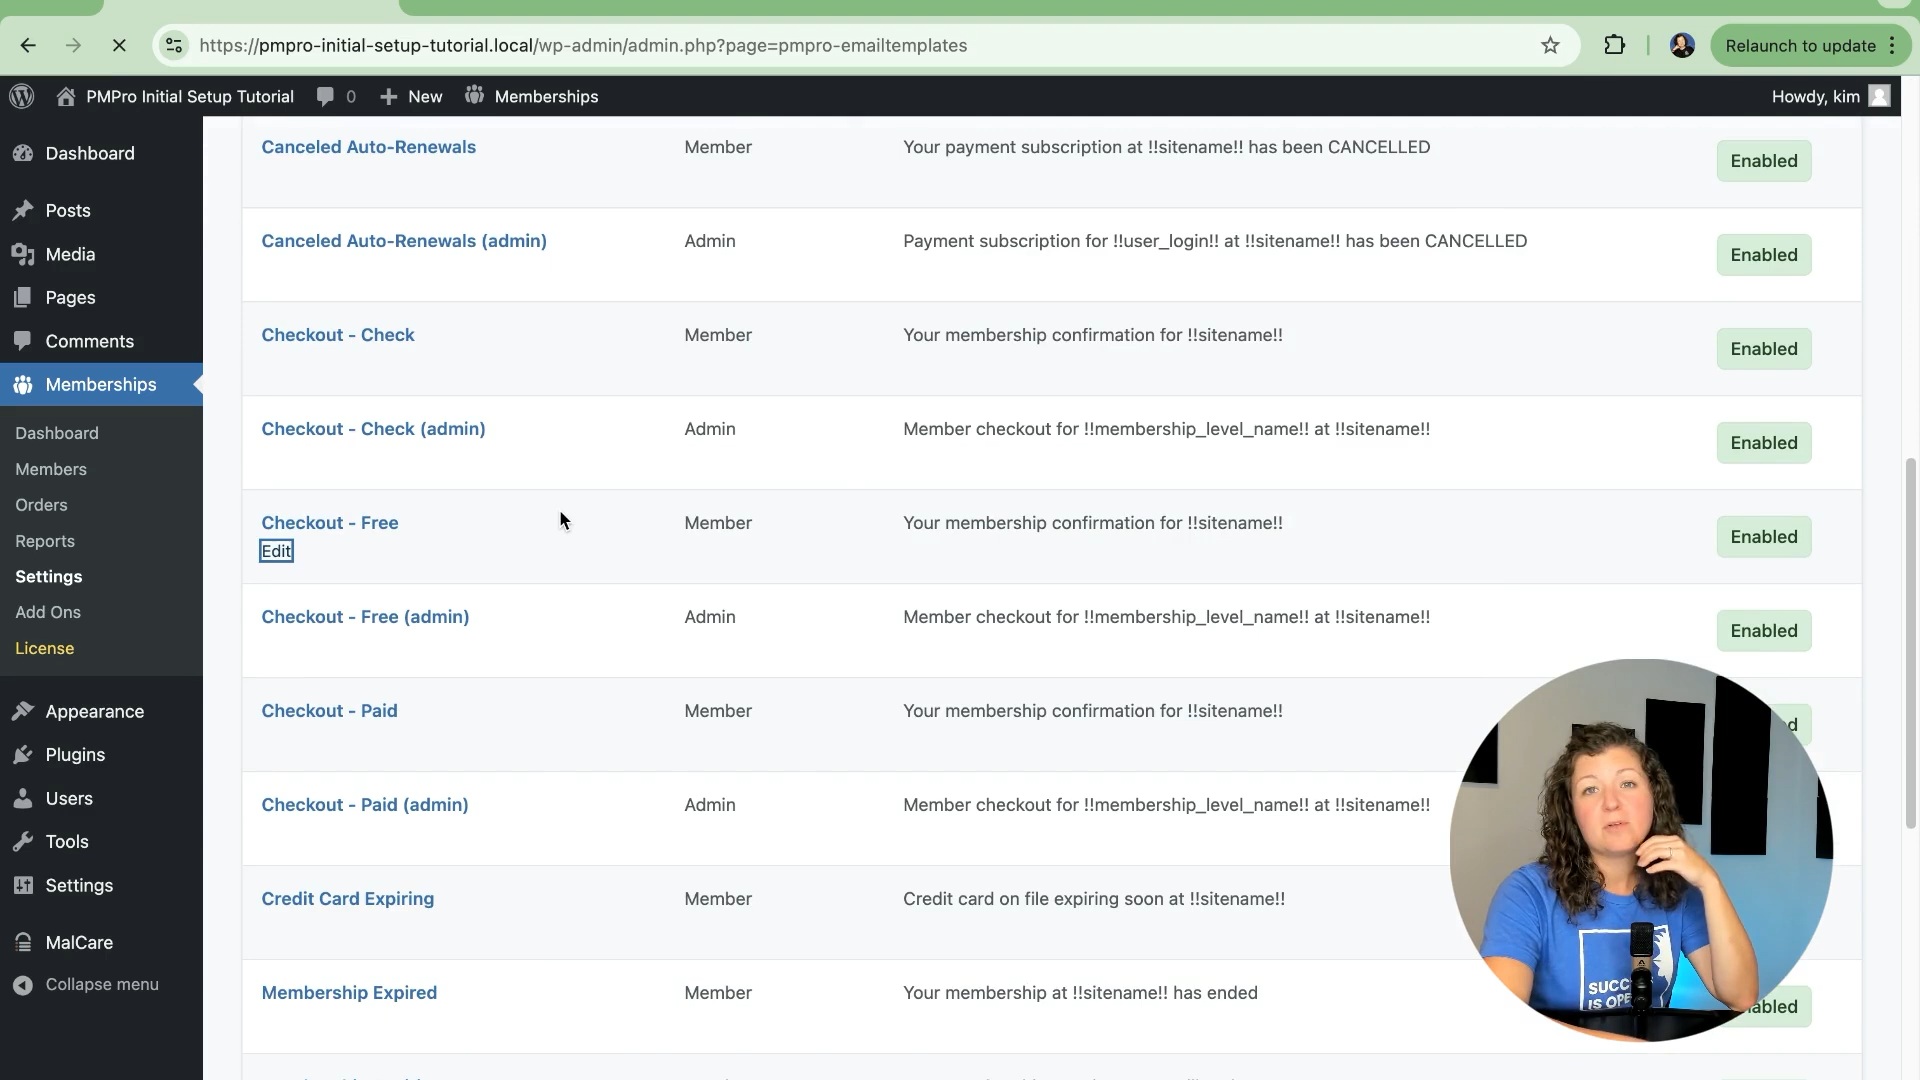 https://pmpro-initial-setup-tutorial.local/wp-admin/admin.php?page=pmpro-emailtemplates
Relaunch to update
PMPro Initial Setup Tutorial
0
New
Memberships
Howdy, kim
Dashboard
Posts
Media
Pages
Comments
Memberships
Dashboard
Members
Orders
Reports
Settings
Add Ons
License
Appearance
Plugins
Users
Tools
Settings
MalCare
Collapse menu
Canceled Auto-Renewals Member Your payment subscription at !!sitename!! has been CANCELLED Enabled
Canceled Auto-Renewals (admin) Admin Payment subscription for !!user_login!! at !!sitename!! has been CANCELLED Enabled
Checkout - Check Member Your membership confirmation for !!sitename!! Enabled
Checkout - Check (admin) Admin Member checkout for !!membership_level_name!! at !!sitename!! Enabled
Checkout - Free Member Your membership confirmation for !!sitename!! Enabled
Edit
Checkout - Free (admin) Admin Member checkout for !!membership_level_name!! at !!sitename!! Enabled
Checkout - Paid Member Your membership confirmation for !!sitename!!
Checkout - Paid (admin) Admin Member checkout for !!membership_level_name!! at !!sitename!!
Credit Card Expiring Member Credit card on file expiring soon at !!sitename!!
Membership Expired Member Your membership at !!sitename!! has ended
IS